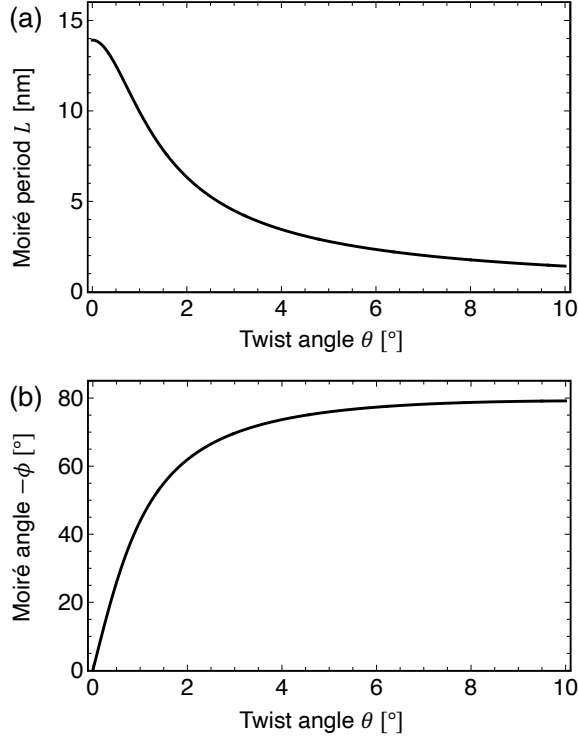 (a)
15
10
5
0
Moiré period L [nm]
0 2 4 6 8 10
Twist angle θ [°]
(b)
80
60
40
20
0
Moiré angle −ϕ [°]
0 2 4 6 8 10
Twist angle θ [°]